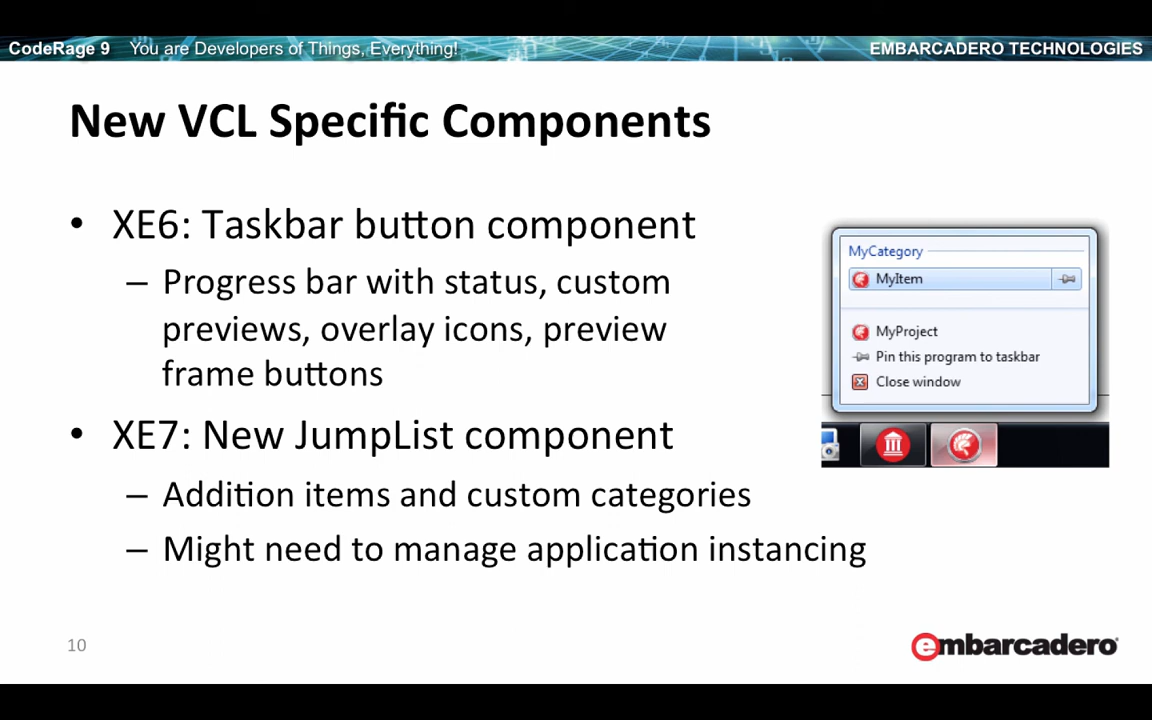 CodeRage 9 You are Developers of Things, Everything! EMBARCADERO TECHNOLOGIES
New VCL Specific Components
• XE6: Taskbar button component
– Progress bar with status, custom
previews, overlay icons, preview
frame buttons
• XE7: New JumpList component
– Addition items and custom categories
– Might need to manage application instancing
MyCategory
MyItem
MyProject
Pin this program to taskbar
Close window
10
embarcadero